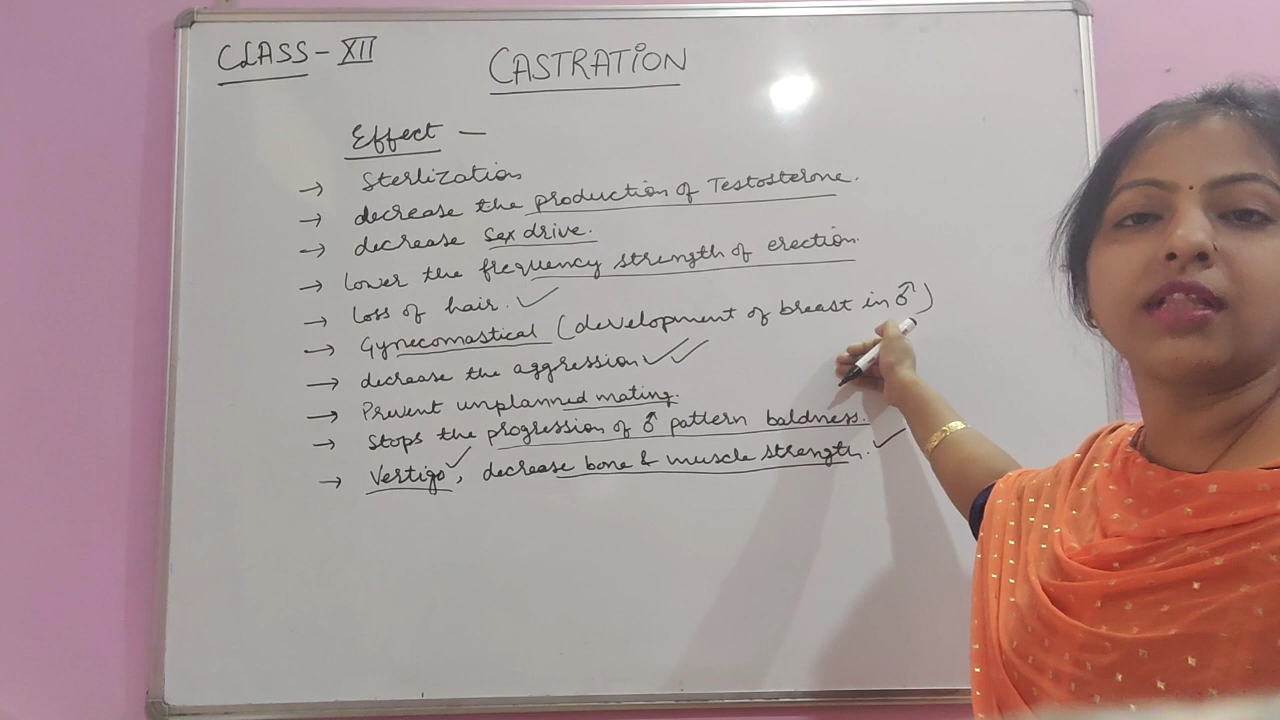 CLASS - XII
CASTRATION
Effect —
→ Sterlization
→ decrease the production of Testosterone.
→ decrease sex drive.
→ lower the frequency strength of erection.
→ loss of hair. ✓
→ Gynecomastical (development of breast in ♂)
→ decrease the aggression ✓✓
→ Prevent unplanned mating.
→ Stops the progression of ♂ pattern baldness.
→ Vertigo ✓, decrease bone & muscle strength. ✓